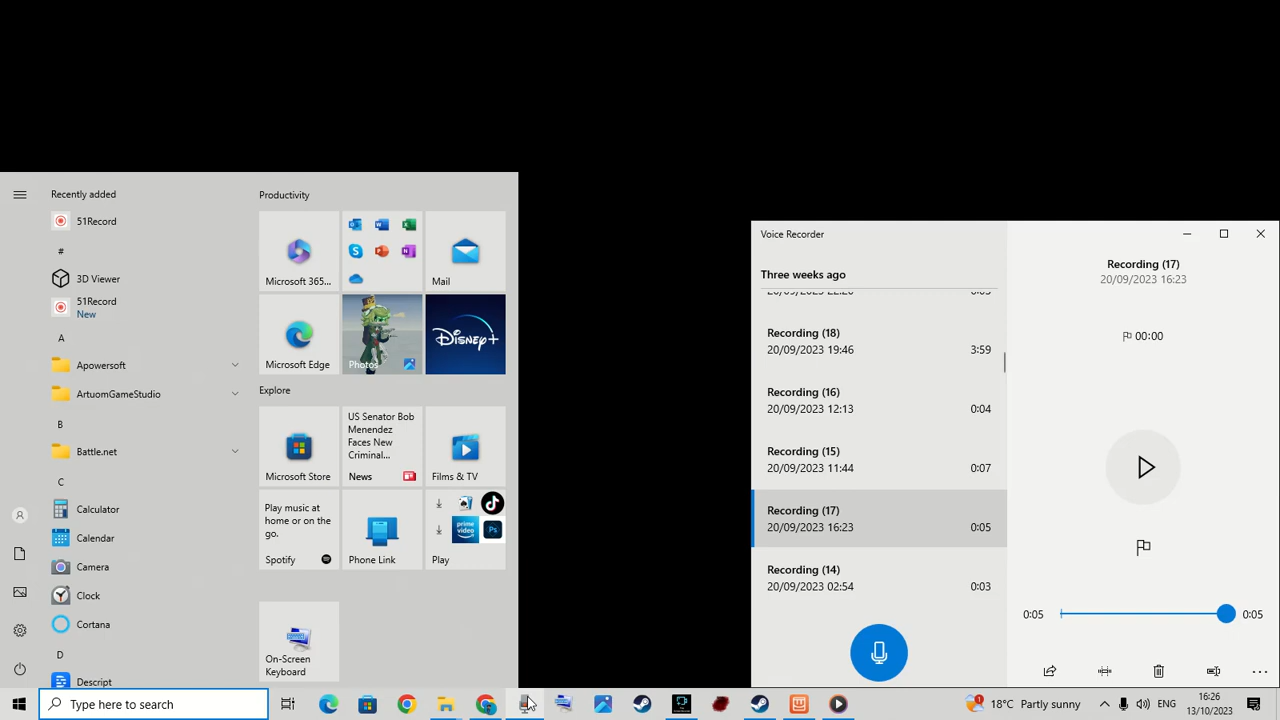 Recently added
51Record
#
3D Viewer
51Record
New
A
Apowersoft
ArtuomGameStudio
B
Battle.net
C
Calculator
Calendar
Camera
Clock
Cortana
D
Descript
Productivity
Microsoft 365...
Mail
Microsoft Edge
Photos
Disney+
Explore
Microsoft Store
US Senator Bob
Menendez
Faces New
Criminal...
News
Films & TV
Play music
at home or on the
go.
Spotify
Phone Link
prime
video
Ps
Play
On-Screen
Keyboard
Voice Recorder
Three weeks ago
Recording (18)
20/09/2023 19:46 3:59
Recording (16)
20/09/2023 12:13 0:04
Recording (15)
20/09/2023 11:44 0:07
Recording (17)
20/09/2023 16:23 0:05
Recording (14)
20/09/2023 02:54 0:03
Recording (17)
20/09/2023 16:23
00:00
0:05 0:05
Type here to search
18°C Partly sunny
ENG
16:26
13/10/2023